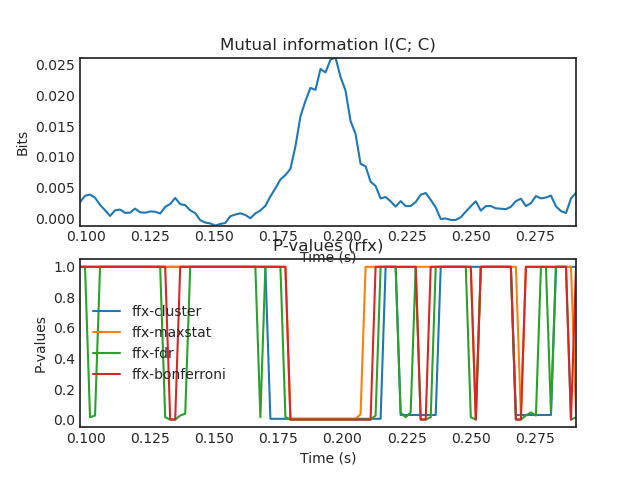 Mutual information I(C; C)
0.025
0.020
0.015
0.010
0.005
0.000
Bits
0.100 0.125 0.150 0.175 0.200 0.225 0.250 0.275
Time (s)
P-values (rfx)
1.0
0.8
0.6
0.4
0.2
0.0
P-values
ffx-cluster
ffx-maxstat
ffx-fdr
ffx-bonferroni
0.100 0.125 0.150 0.175 0.200 0.225 0.250 0.275
Time (s)